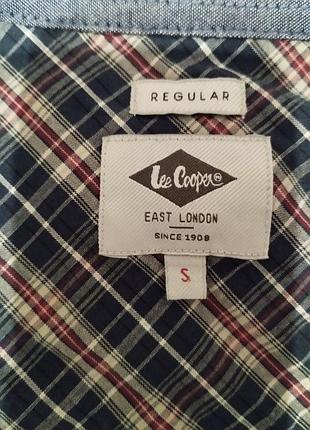 REGULAR
Lee Cooper ®
EAST LONDON
SINCE 1908
S